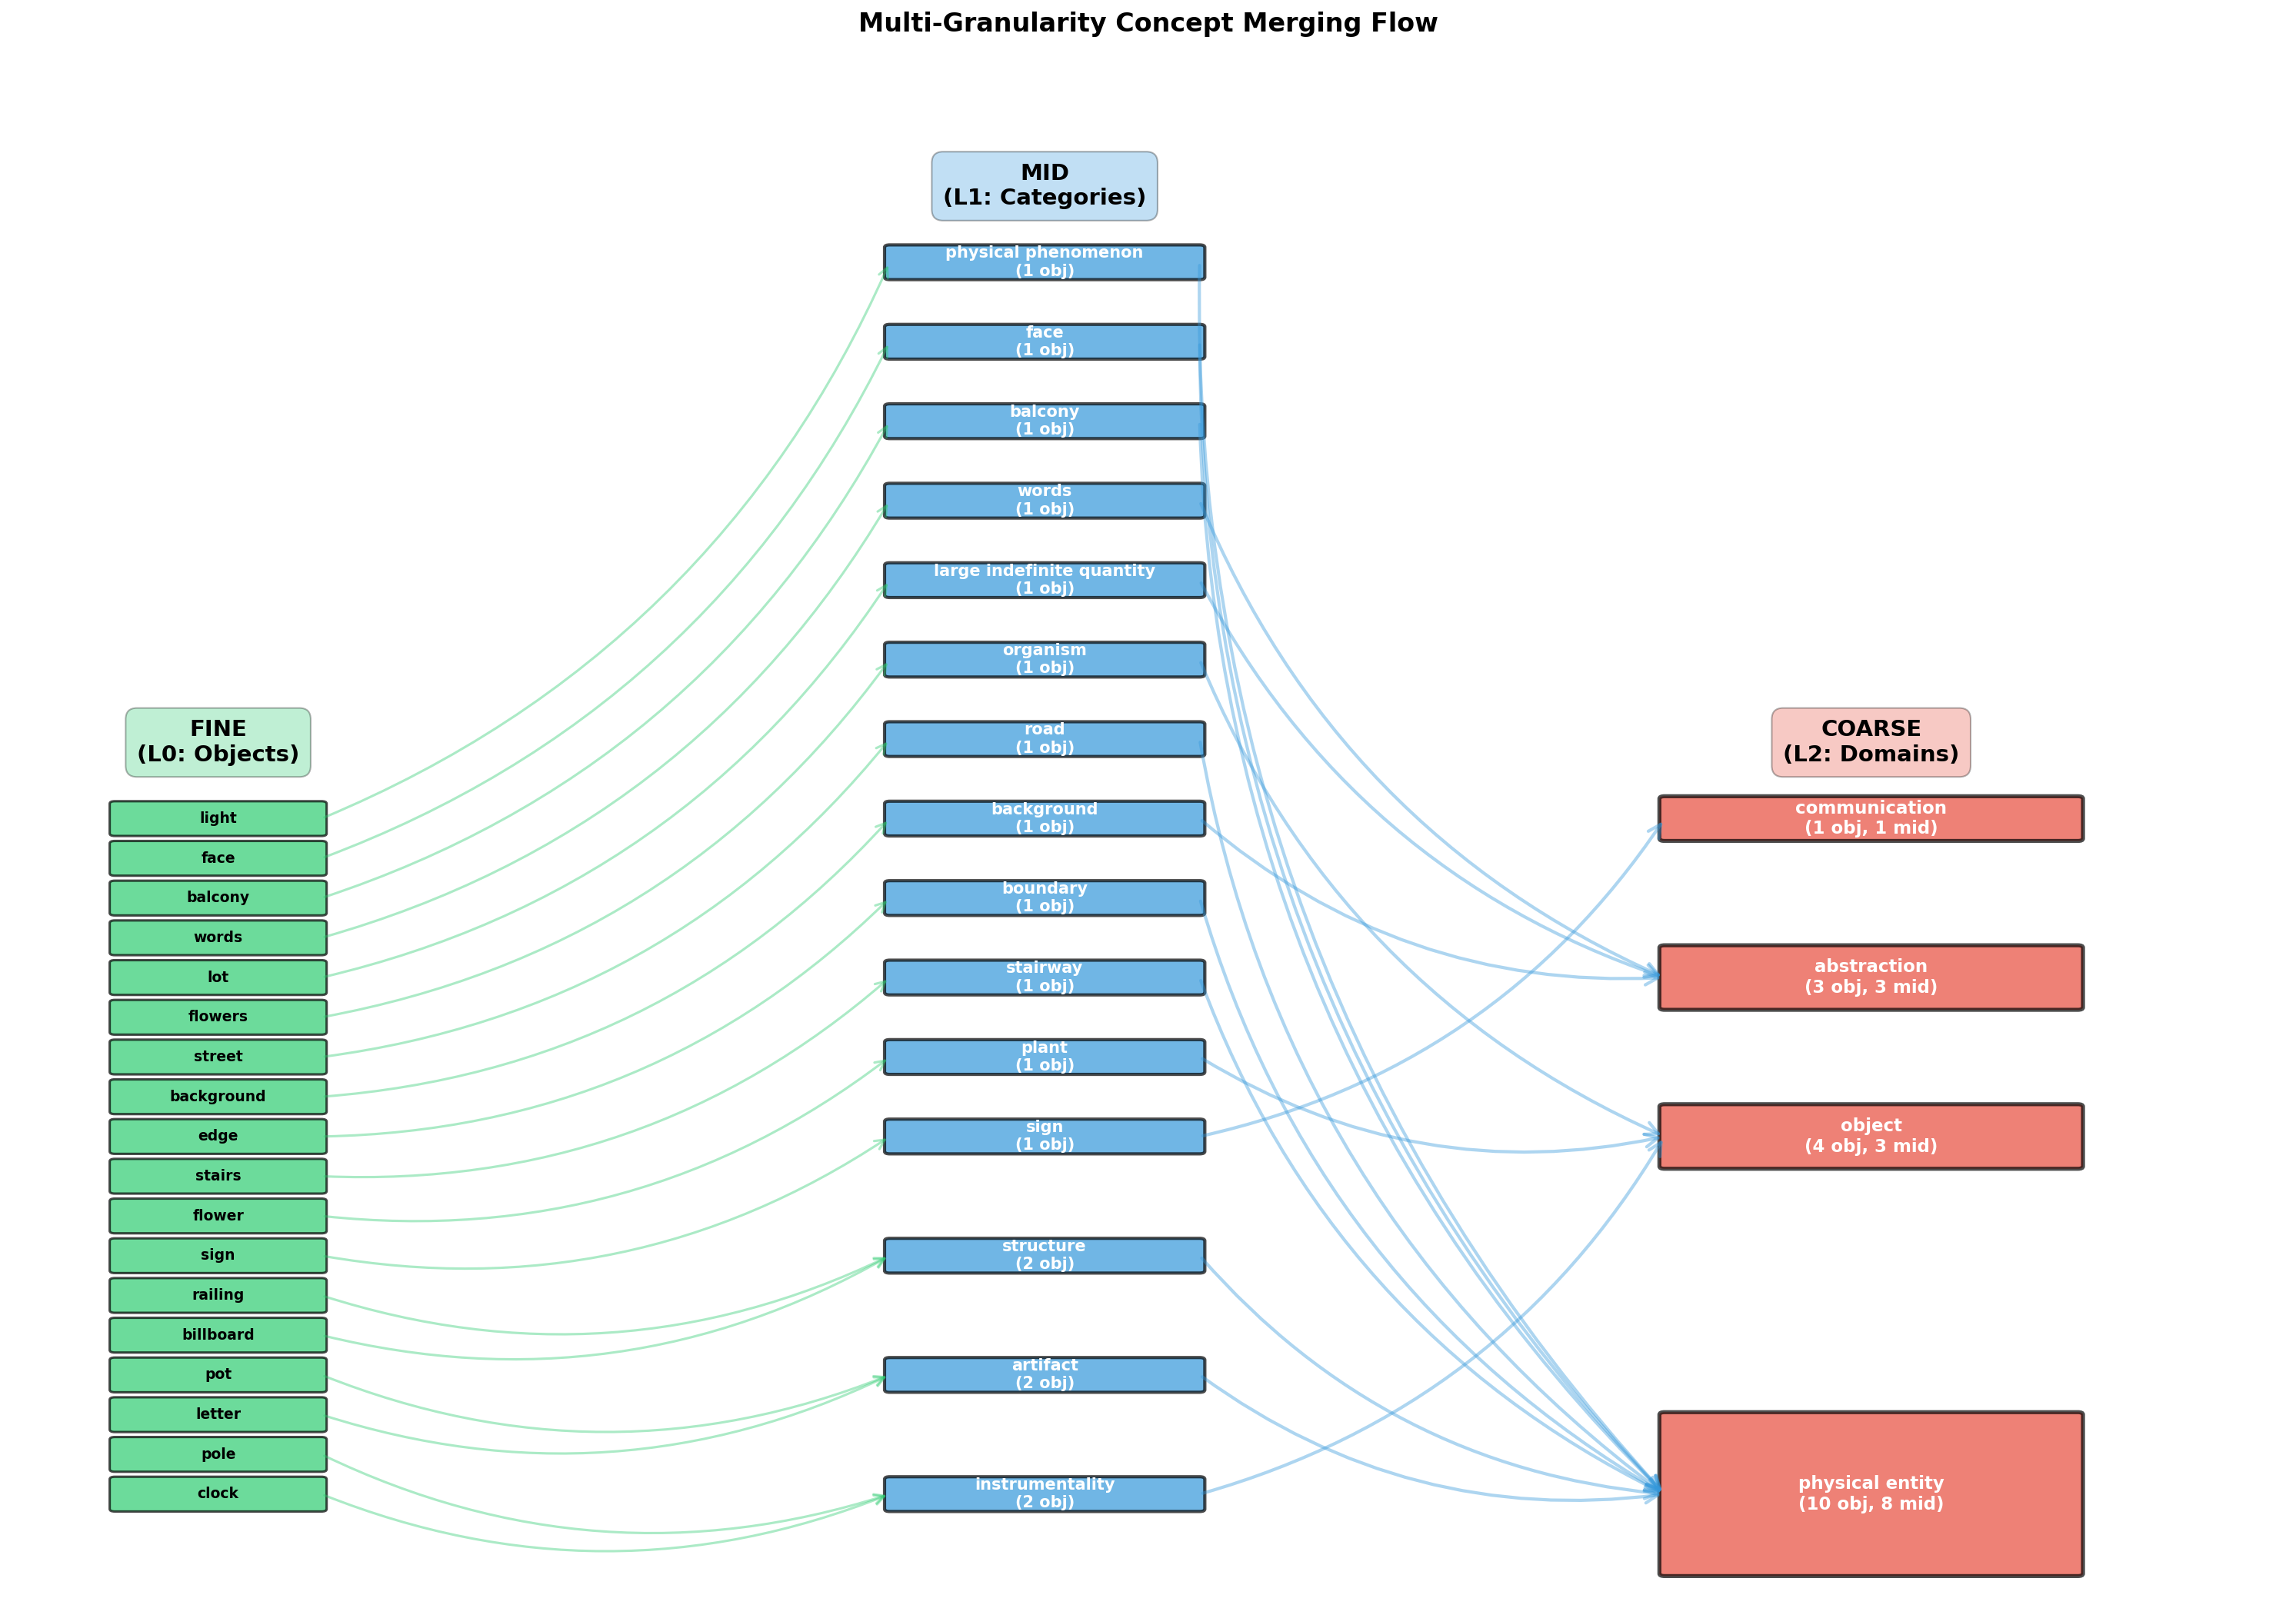 Multi-Granularity Concept Merging Flow
FINE
(L0: Objects)
light
face
balcony
words
lot
flowers
street
background
edge
stairs
flower
sign
railing
billboard
pot
letter
pole
clock
MID
(L1: Categories)
physical phenomenon
(1 obj)
face
(1 obj)
balcony
(1 obj)
words
(1 obj)
large indefinite quantity
(1 obj)
organism
(1 obj)
road
(1 obj)
background
(1 obj)
boundary
(1 obj)
stairway
(1 obj)
plant
(1 obj)
sign
(1 obj)
structure
(2 obj)
artifact
(2 obj)
instrumentality
(2 obj)
COARSE
(L2: Domains)
communication
(1 obj, 1 mid)
abstraction
(3 obj, 3 mid)
object
(4 obj, 3 mid)
physical entity
(10 obj, 8 mid)